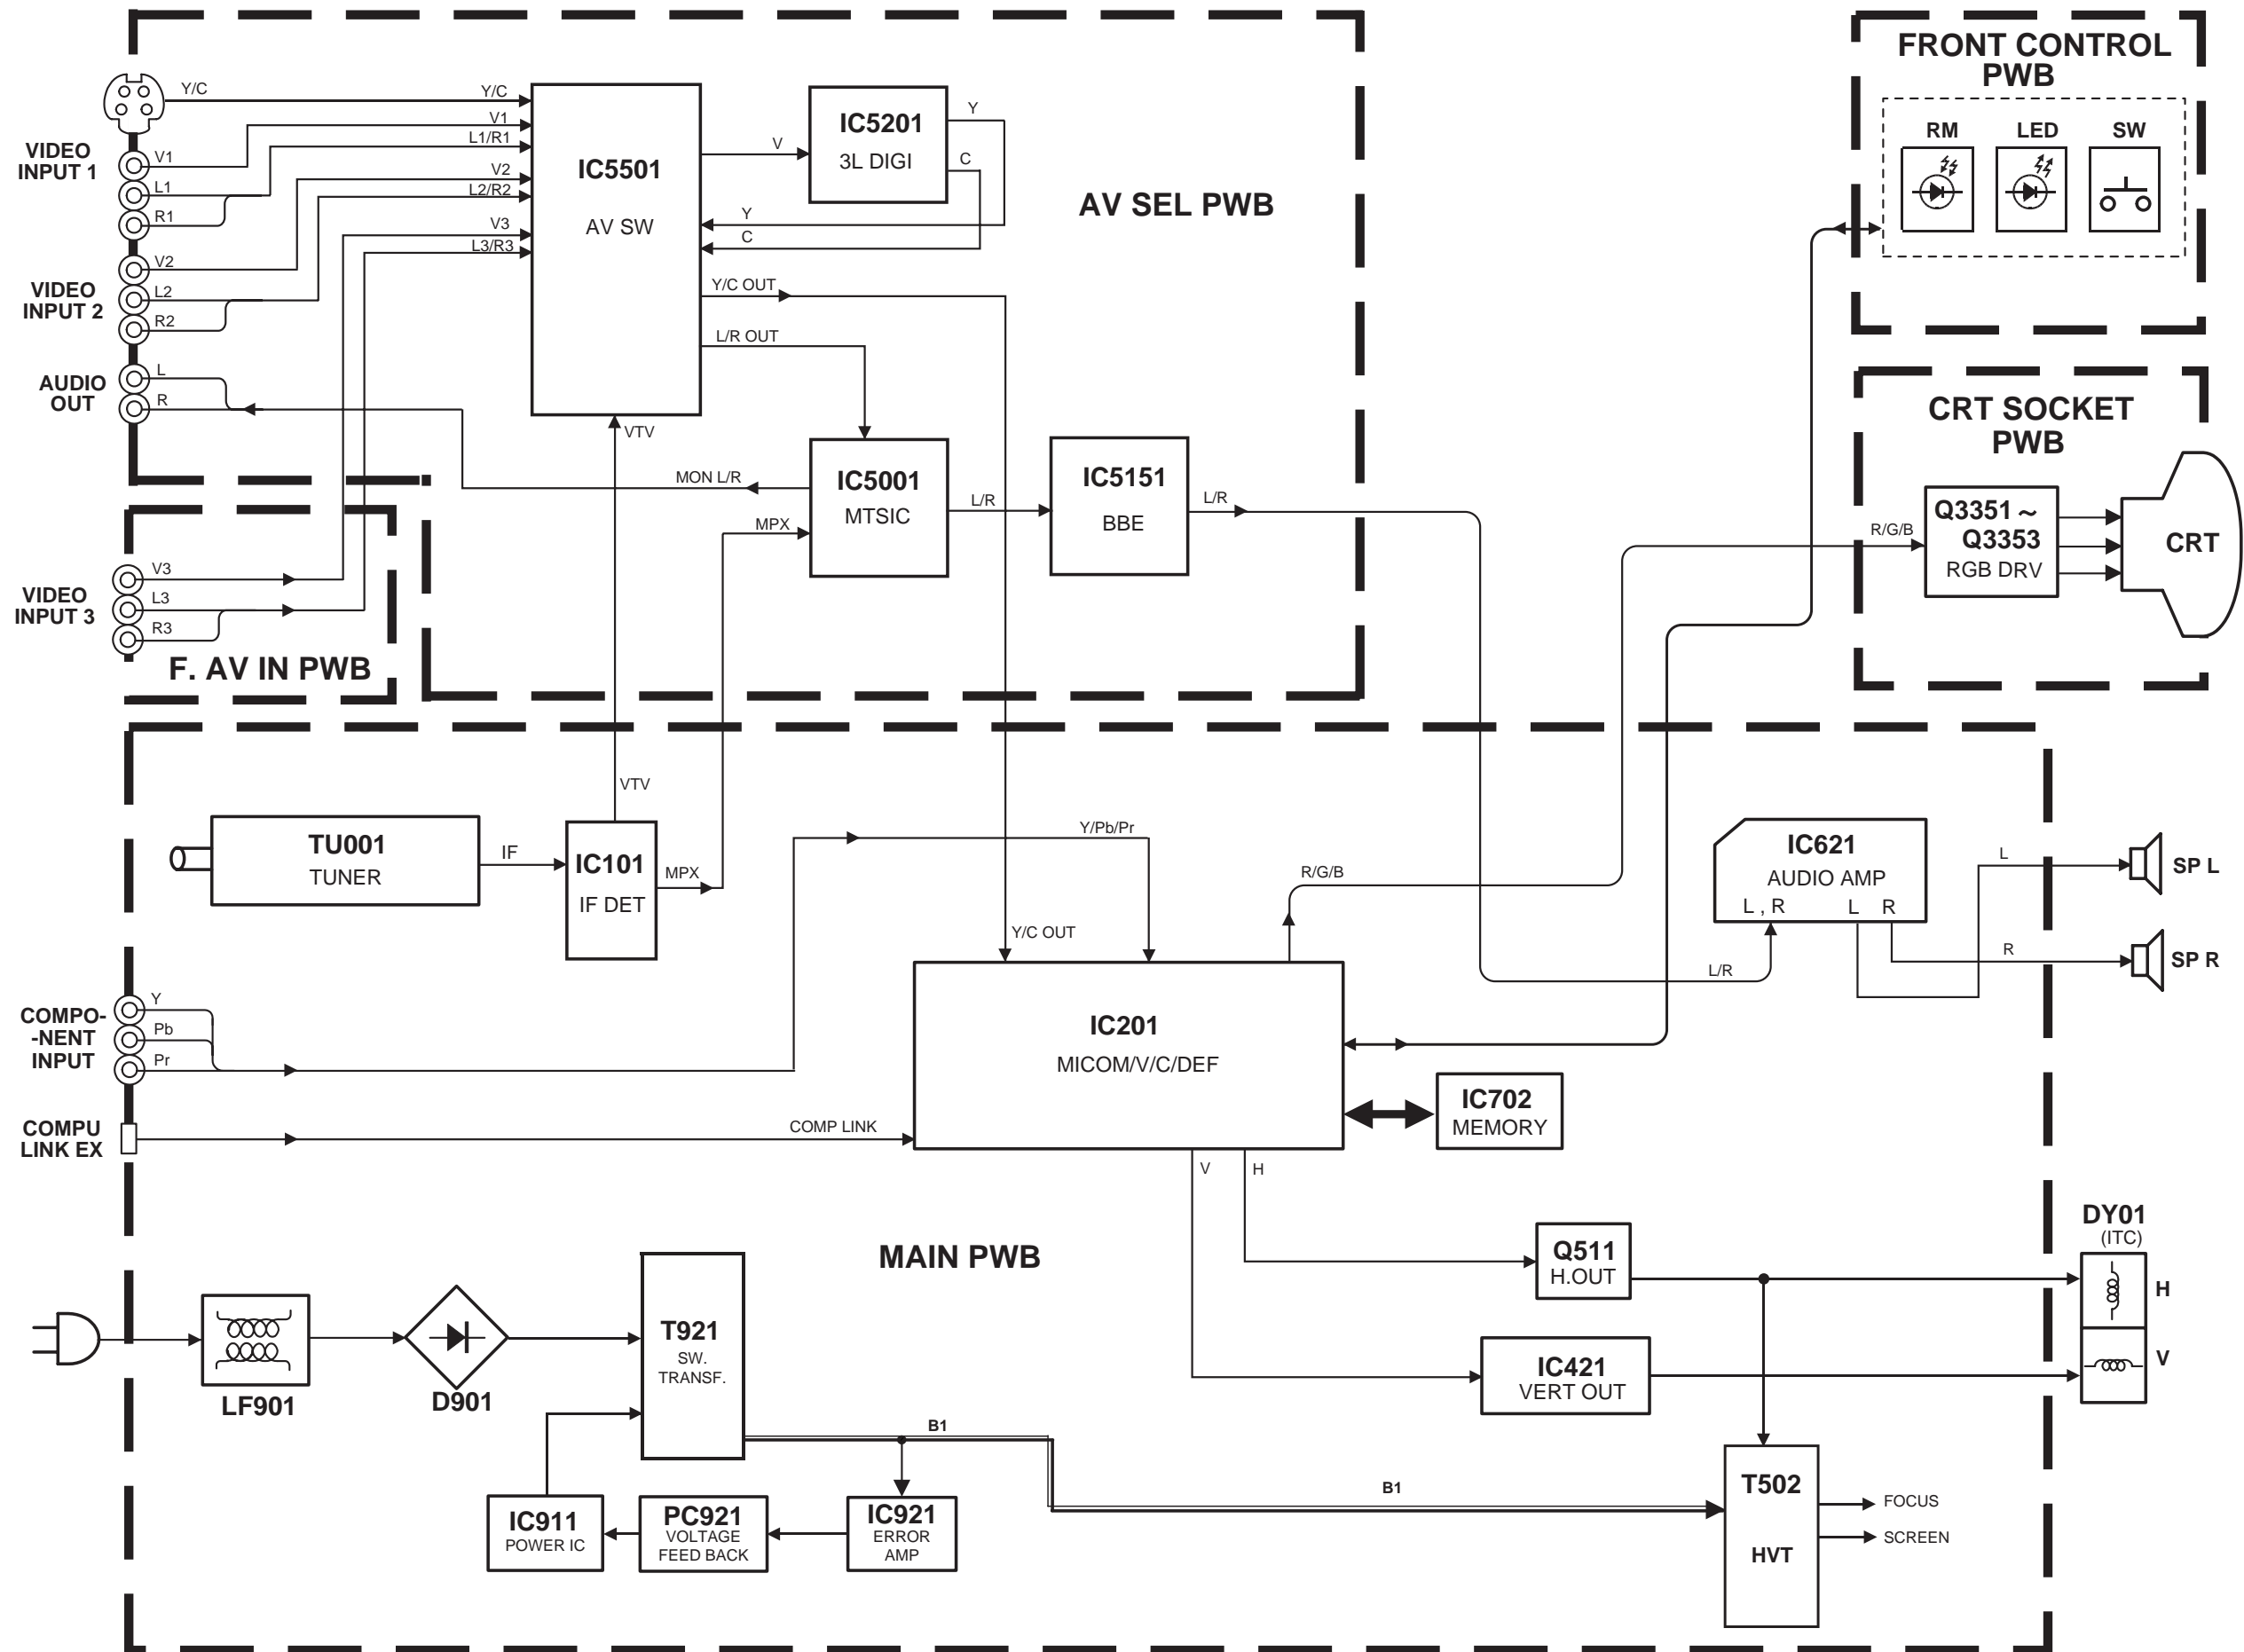 FRONT CONTROL
PWB
RM
LED
SW
Y/C
Y/C
V1
L1/R1
V2
L2/R2
V3
L3/R3
VIDEO
INPUT 1
V1
L1
R1
VIDEO
INPUT 2
V2
L2
R2
AUDIO
OUT
L
R
IC5501
AV SW
V
IC5201
3L DIGI
Y
C
Y
C
Y/C OUT
L/R OUT
AV SEL PWB
VTV
MON L/R
MPX
IC5001
MTSIC
L/R
IC5151
BBE
L/R
CRT SOCKET
PWB
R/G/B
Q3351～
Q3353
RGB DRV
CRT
VIDEO
INPUT 3
V3
L3
R3
F. AV IN PWB
VTV
TU001
TUNER
IF
IC101
IF DET
MPX
Y/Pb/Pr
Y/C OUT
R/G/B
L/R
IC621
AUDIO AMP
L , R
L
R
L
SP L
R
SP R
COMPO-
-NENT
INPUT
Y
Pb
Pr
COMPU
LINK EX
COMP LINK
IC201
MICOM/V/C/DEF
IC702
MEMORY
V
H
MAIN PWB
Q511
H.OUT
IC421
VERT OUT
DY01
(ITC)
H
V
LF901
D901
T921
SW.
TRANSF.
B1
B1
IC911
POWER IC
PC921
VOLTAGE
FEED BACK
IC921
ERROR
AMP
T502
HVT
FOCUS
SCREEN